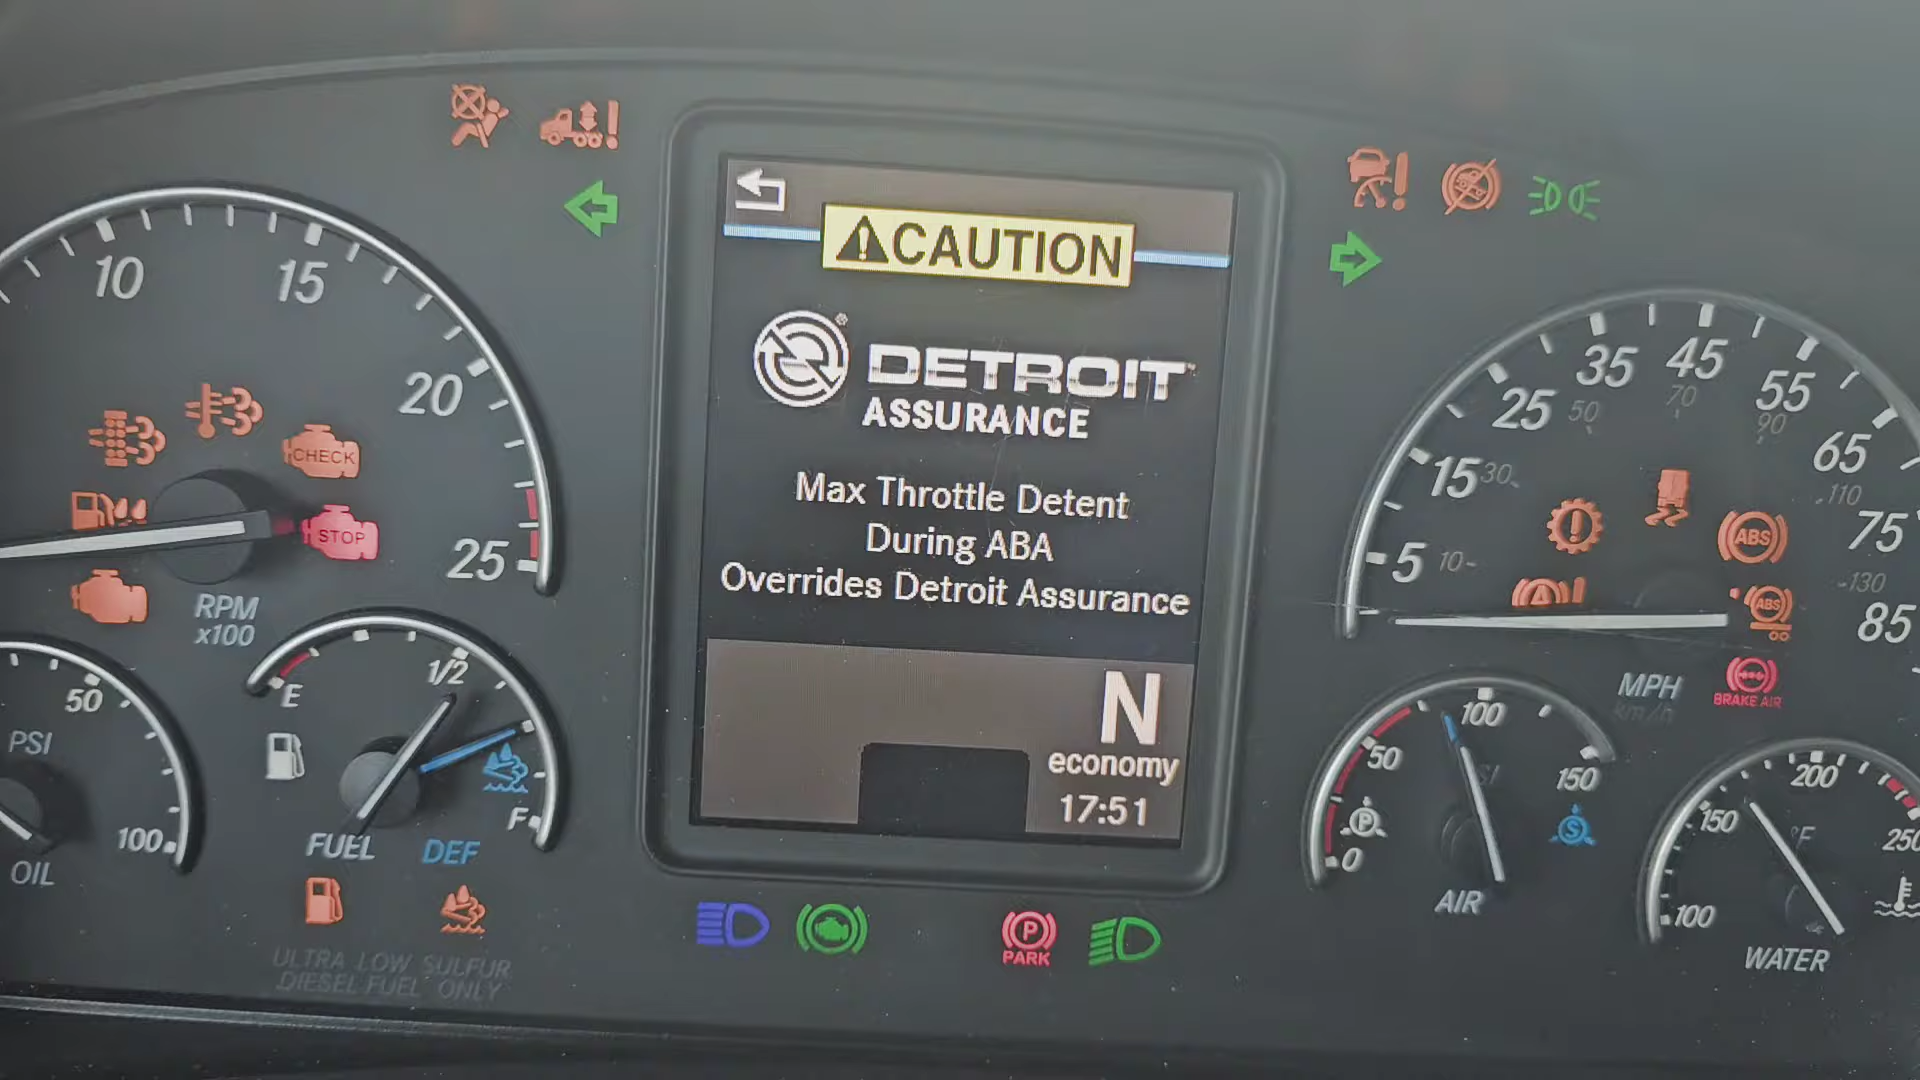 CAUTION
DETROIT
ASSURANCE
Max Throttle Detent
During ABA
Overrides Detroit Assurance
N
economy
17:51
10
15
20
25
CHECK
STOP
RPM
x100
50
PSI
100
OIL
E
1/2
F
FUEL
DEF
ULTRA LOW SULFUR
DIESEL FUEL ONLY
P
PARK
5
15
25
35
45
55
65
75
85
10
30
50
70
90
110
130
ABS
ABS
MPH
km/h
BRAKE AIR
0
50
100
150
P
S
AIR
100
150
200
250
°F
WATER